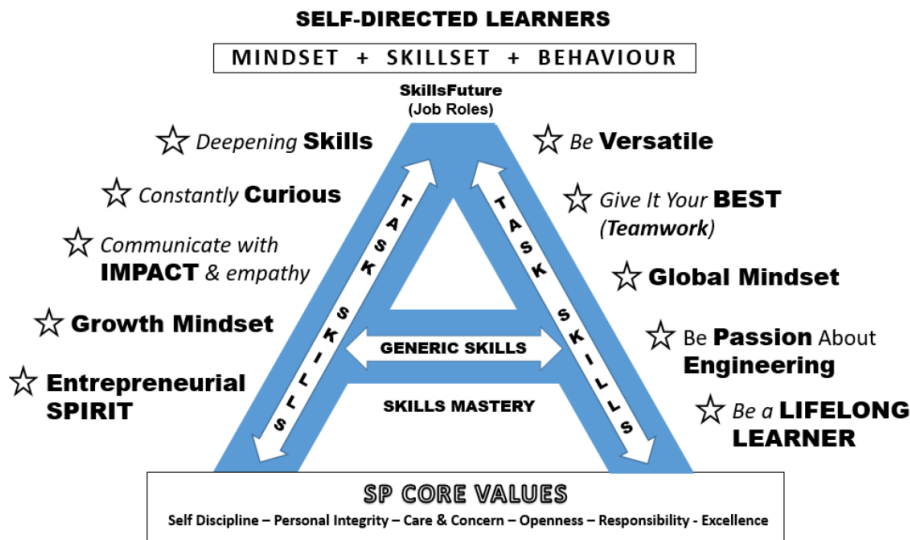 SELF-DIRECTED LEARNERS
MINDSET + SKILLSET + BEHAVIOUR
SkillsFuture
(Job Roles)
Deepening Skills
Constantly Curious
Communicate with
IMPACT & empathy
Growth Mindset
Entrepreneurial
SPIRIT
TASK SKILLS
GENERIC SKILLS
TASK SKILLS
SKILLS MASTERY
Be Versatile
Give It Your BEST
(Teamwork)
Global Mindset
Be Passion About
Engineering
Be a LIFELONG
LEARNER
SP CORE VALUES
Self Discipline – Personal Integrity – Care & Concern – Openness – Responsibility - Excellence